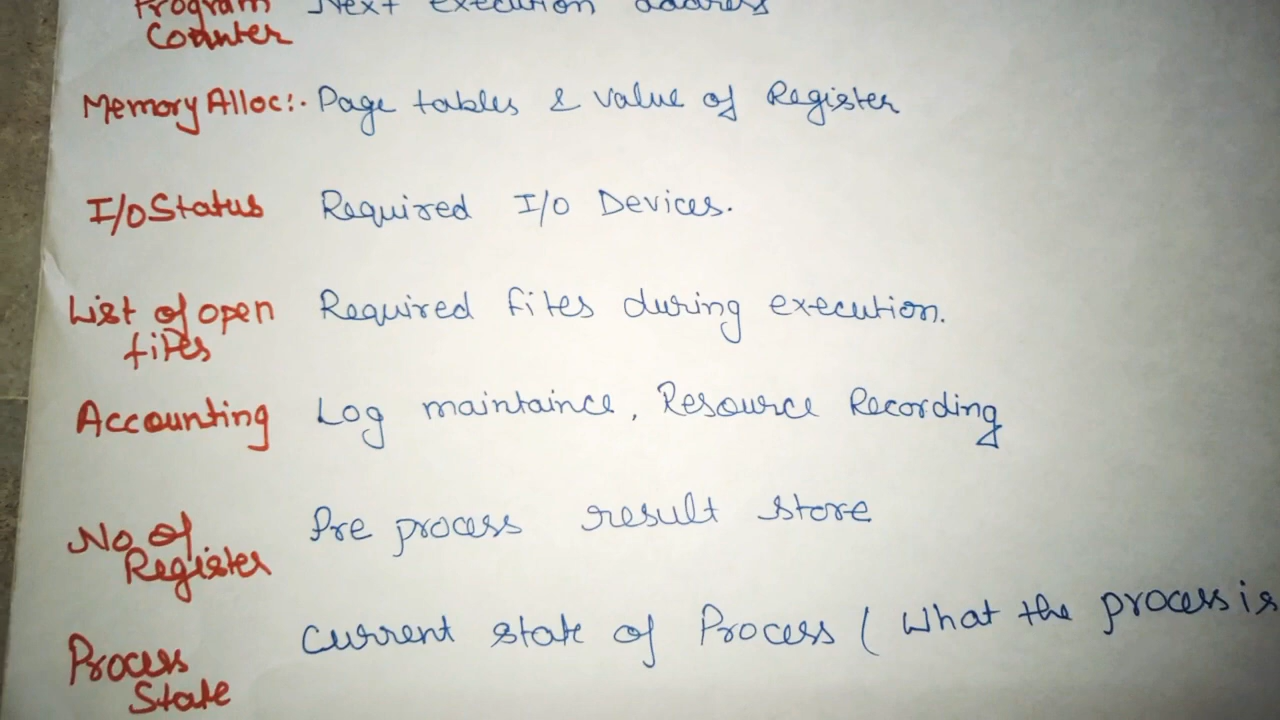 Program Next execution address
Counter
Memory Alloc:. Page tables & value of Register
I/O Status Required I/O Devices.
List of open Required files during execution.
files
Accounting Log maintaince, Resource Recording
No of Pre process result store
Register
Process Current state of Process ( What the process is
State